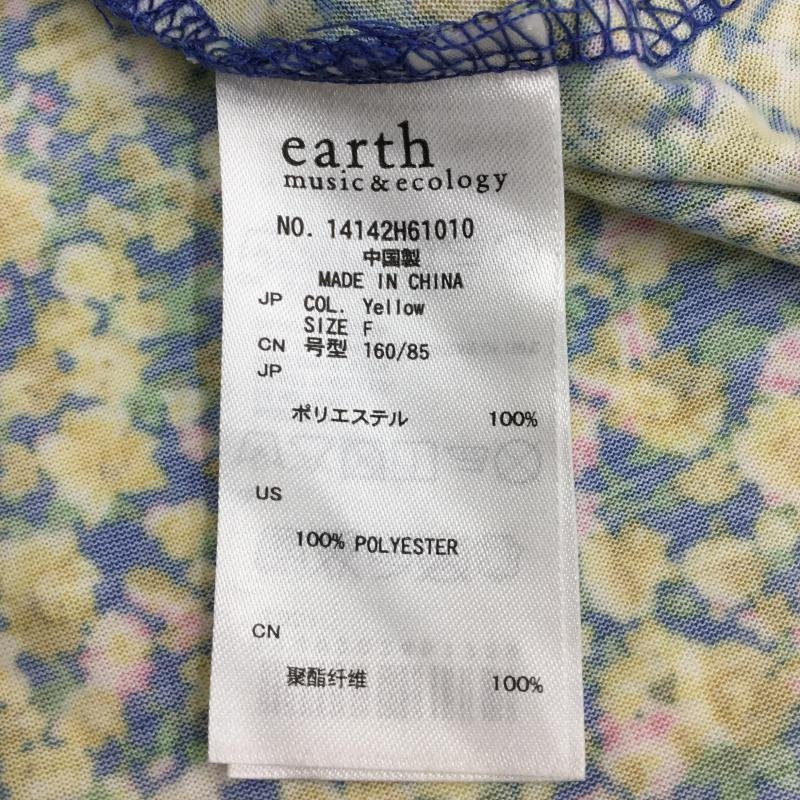 earth
music & ecology
NO. 14142H61010
中国製
MADE IN CHINA
JP COL. Yellow
SIZE F
CN 号型 160/85
JP
ポリエステル 100%
US
100% POLYESTER
CN
聚酯纤维 100%